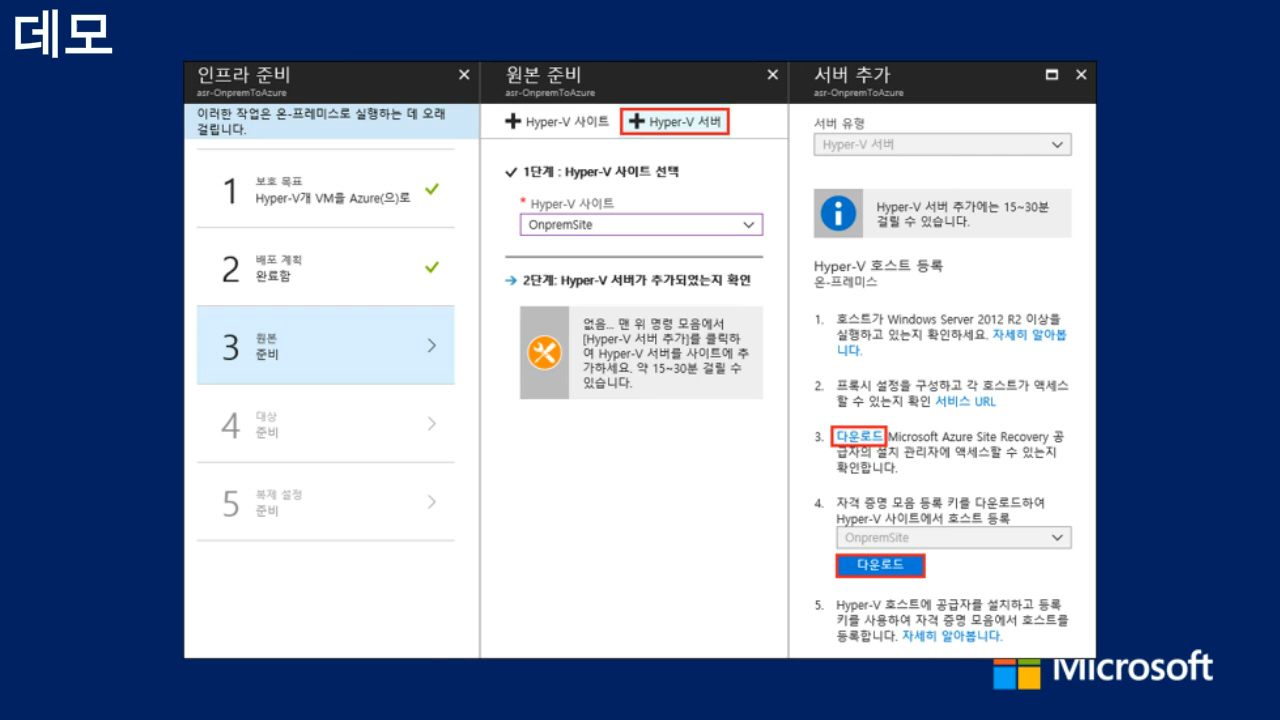 데모
인프라 준비
asr-OnpremToAzure
이러한 작업은 온-프레미스로 실행하는 데 오래
걸립니다.
1
보호 목표
Hyper-V개 VM를 Azure(으)로
2
배포 계획
완료함
3
원본
준비
4
대상
준비
5
복제 설정
준비
원본 준비
asr-OnpremToAzure
Hyper-V 사이트
Hyper-V 서버
1단계 : Hyper-V 사이트 선택
* Hyper-V 사이트
OnpremSite
2단계: Hyper-V 서버가 추가되었는지 확인
없음... 맨 위 명령 모음에서
[Hyper-V 서버 추가]를 클릭하
여 Hyper-V 서버를 사이트에 추
가하세요. 약 15~30분 걸릴 수
있습니다.
서버 추가
asr-OnpremToAzure
서버 유형
Hyper-V 서버
Hyper-V 서버 추가에는 15~30분
걸릴 수 있습니다.
Hyper-V 호스트 등록
온-프레미스
1. 호스트가 Windows Server 2012 R2 이상을
실행하고 있는지 확인하세요. 자세히 알아봅
니다.
2. 프록시 설정을 구성하고 각 호스트가 액세스
할 수 있는지 확인 서비스 URL
3. 다운로드 Microsoft Azure Site Recovery 공
급자의 설치 관리자에 액세스할 수 있는지
확인합니다.
4. 자격 증명 모음 등록 키를 다운로드하여
Hyper-V 사이트에서 호스트 등록
OnpremSite
다운로드
5. Hyper-V 호스트에 공급자를 설치하고 등록
키를 사용하여 자격 증명 모음에서 호스트를
등록합니다. 자세히 알아봅니다.
Microsoft